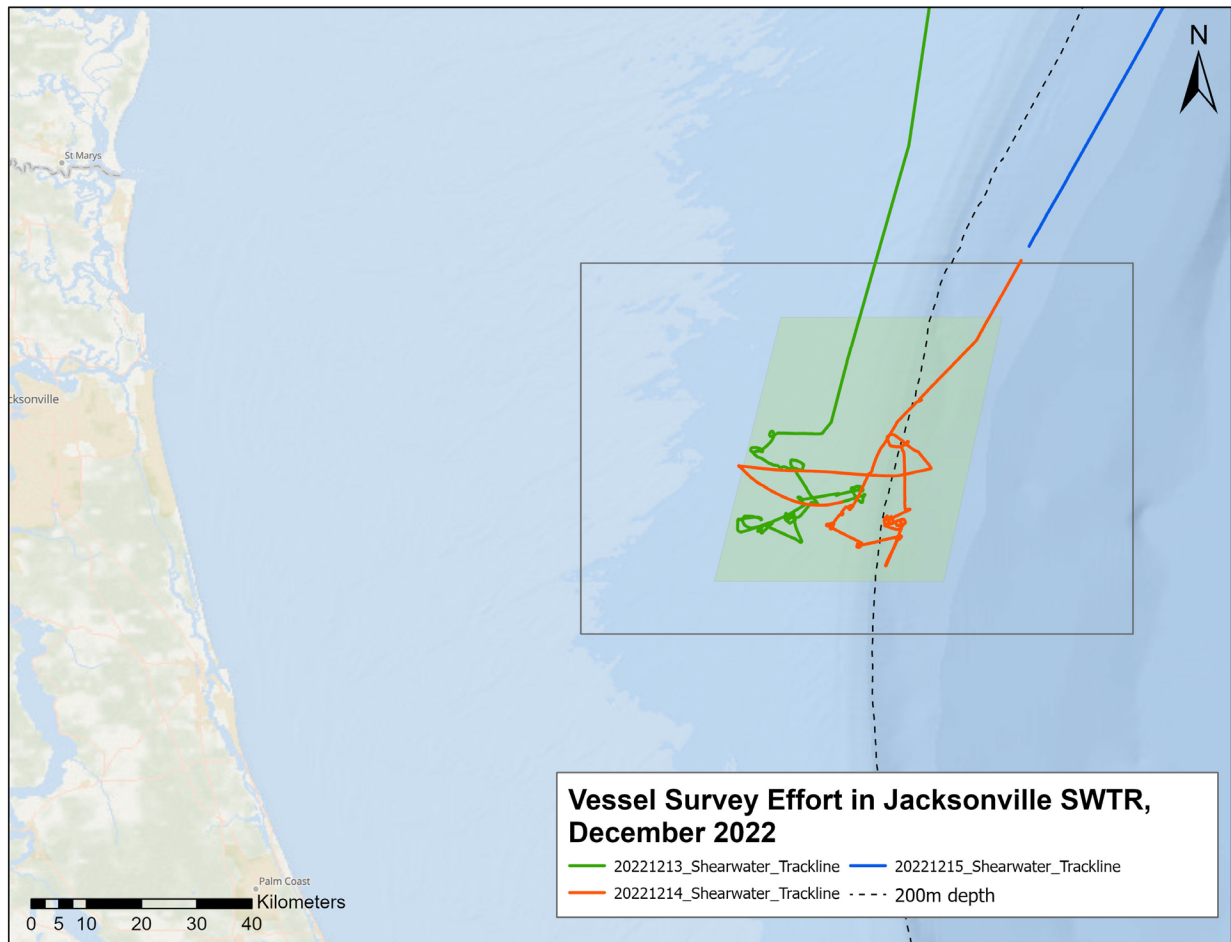 N
St Marys
cksonville
Vessel Survey Effort in Jacksonville SWTR,
December 2022
20221213_Shearwater_Trackline
20221215_Shearwater_Trackline
20221214_Shearwater_Trackline
200m depth
Palm Coast
Kilometers
0 5 10 20 30 40